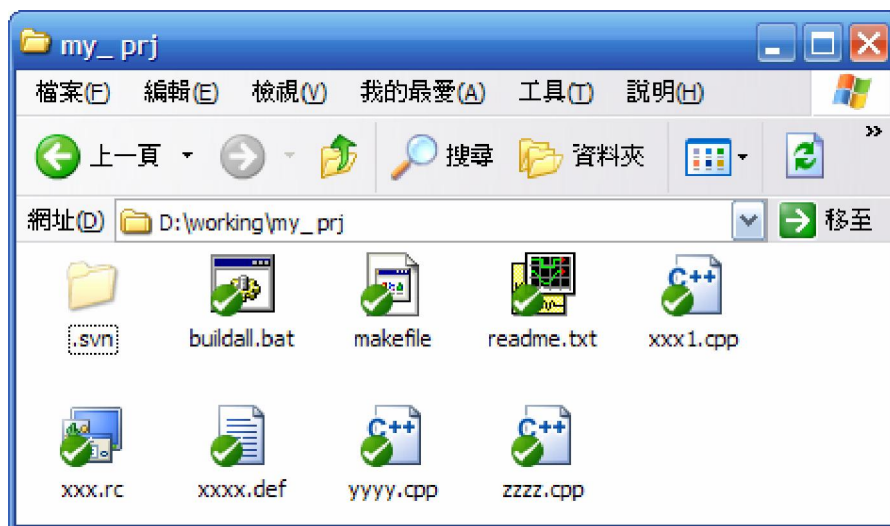 my_ prj
檔案(F) 編輯(E) 檢視(V) 我的最愛(A) 工具(T) 說明(H)
上一頁 搜尋 資料夾 »
網址(D) D:\working\my_ prj 移至
.svn buildall.bat makefile readme.txt xxx1.cpp
xxx.rc xxxx.def yyyy.cpp zzzz.cpp